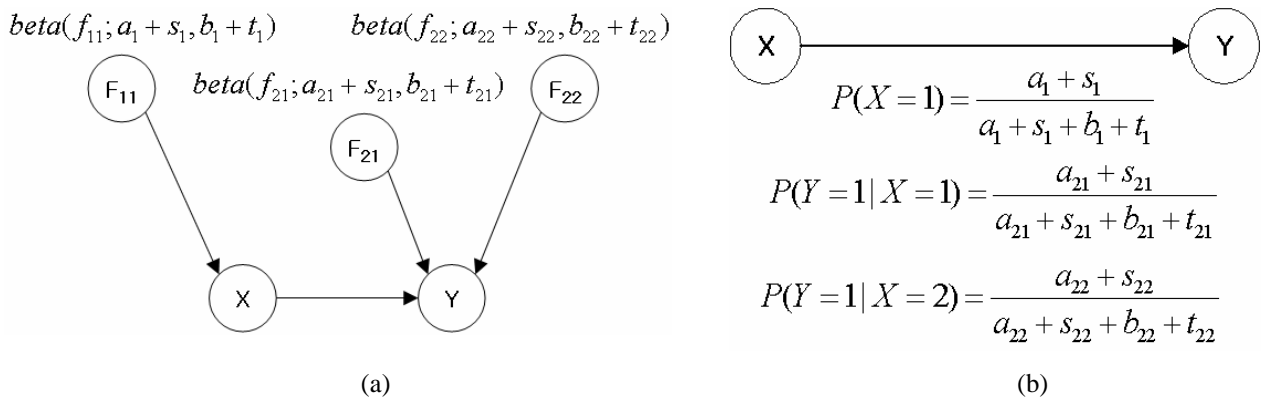 beta(f₁₁; a₁ + s₁, b₁ + t₁)
beta(f₂₂; a₂₂ + s₂₂, b₂₂ + t₂₂)
beta(f₂₁; a₂₁ + s₂₁, b₂₁ + t₂₁)
F₁₁
F₂₂
F₂₁
X
Y
(a)
X
Y
P(X = 1) = (a₁ + s₁) / (a₁ + s₁ + b₁ + t₁)
P(Y = 1 | X = 1) = (a₂₁ + s₂₁) / (a₂₁ + s₂₁ + b₂₁ + t₂₁)
P(Y = 1 | X = 2) = (a₂₂ + s₂₂) / (a₂₂ + s₂₂ + b₂₂ + t₂₂)
(b)